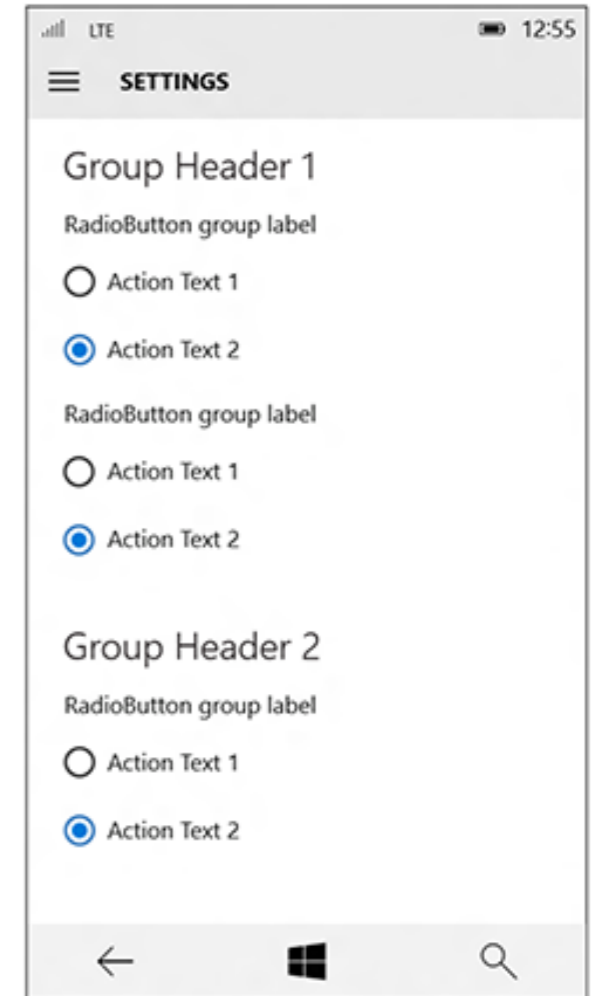 LTE 12:55
SETTINGS
Group Header 1
RadioButton group label
Action Text 1
Action Text 2
RadioButton group label
Action Text 1
Action Text 2
Group Header 2
RadioButton group label
Action Text 1
Action Text 2